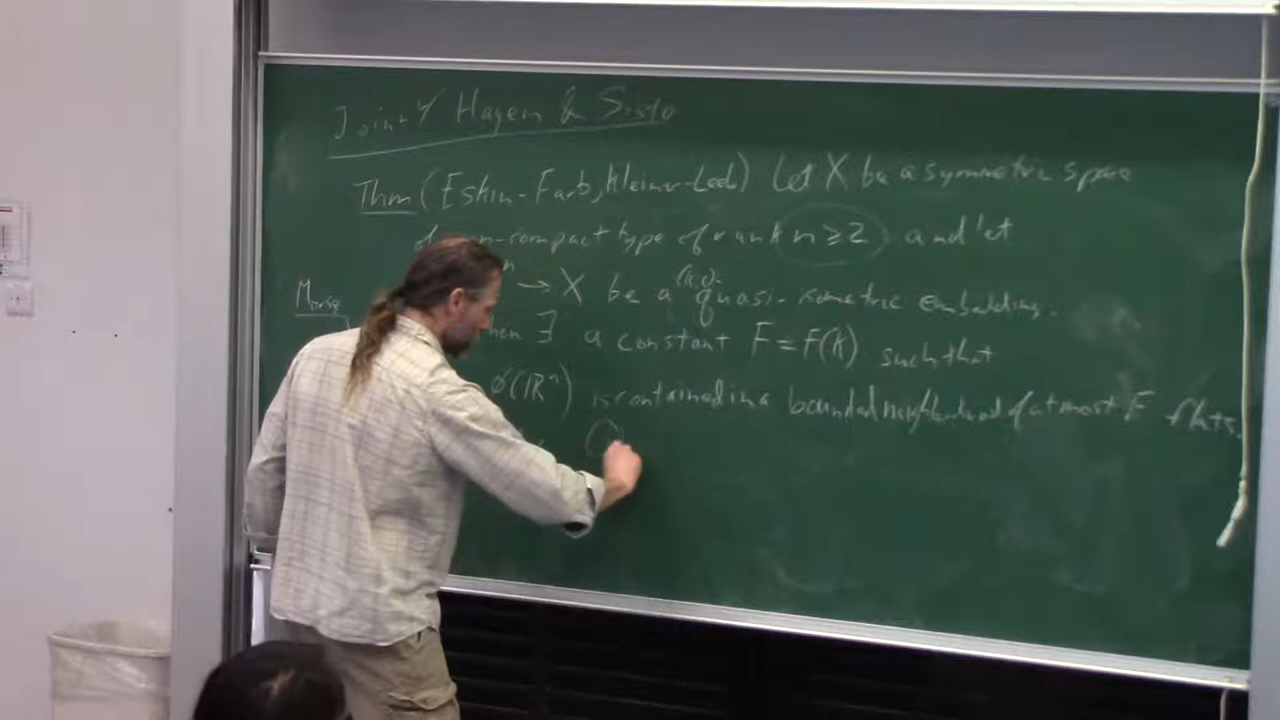 Joint Y Hagen & Sisto
Thm (Eskin-Farb, Kleiner-Leeb) Let X be a symmetric space
of non-compact type of rank n ≥ 2 and let
n → X be a (K,c)- quasi-isometric embedding.
Morse
hen ∃ a constant F = F(K) such that
φ(ℝⁿ) is contained in a bounded neighborhood of at most F flats.